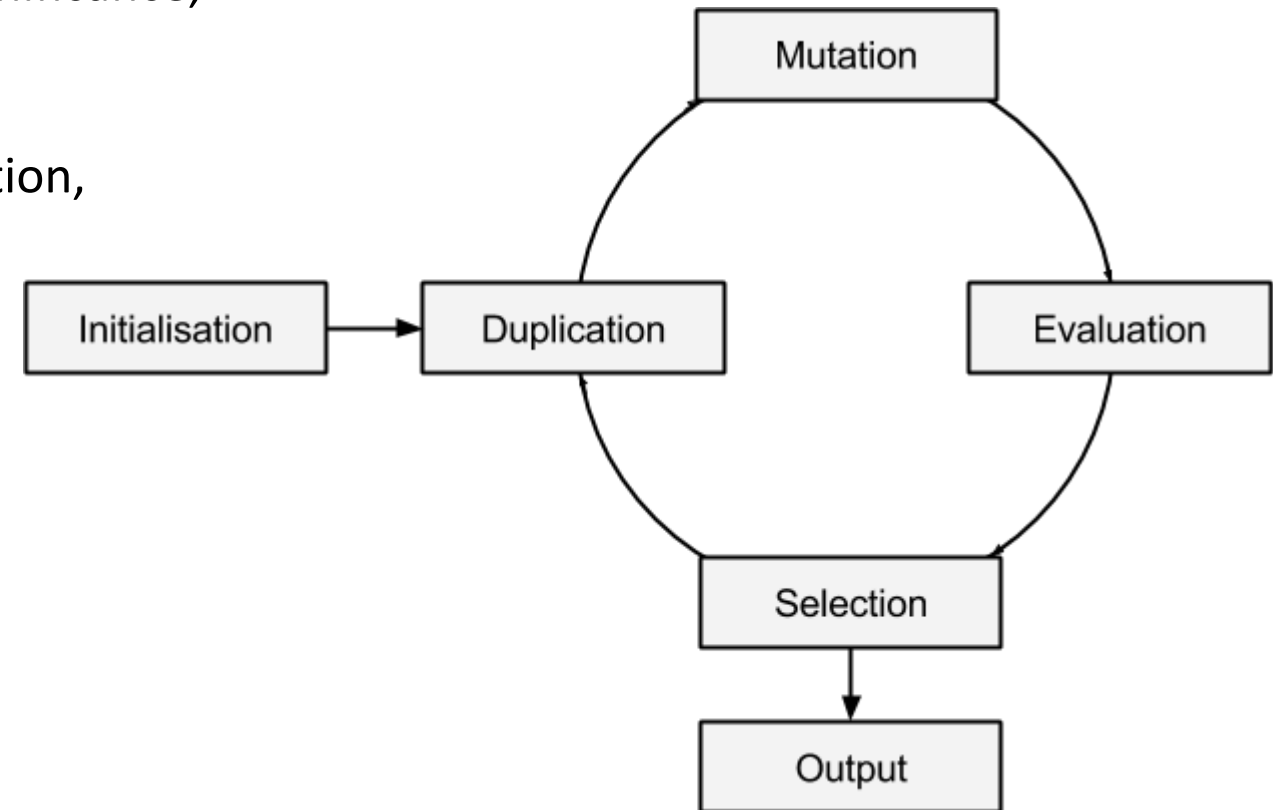 Mutation
tion,
Initialisation
Duplication
Evaluation
Selection
Output